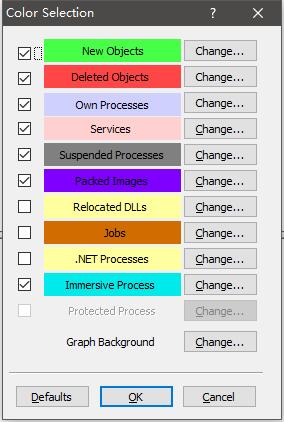 Color Selection ? ×
New Objects Change...
Deleted Objects Change...
Own Processes Change...
Services Change...
Suspended Processes Change...
Packed Images Change...
Relocated DLLs Change...
Jobs Change...
.NET Processes Change...
Immersive Process Change...
Protected Process Change...
Graph Background Change...
Defaults OK Cancel